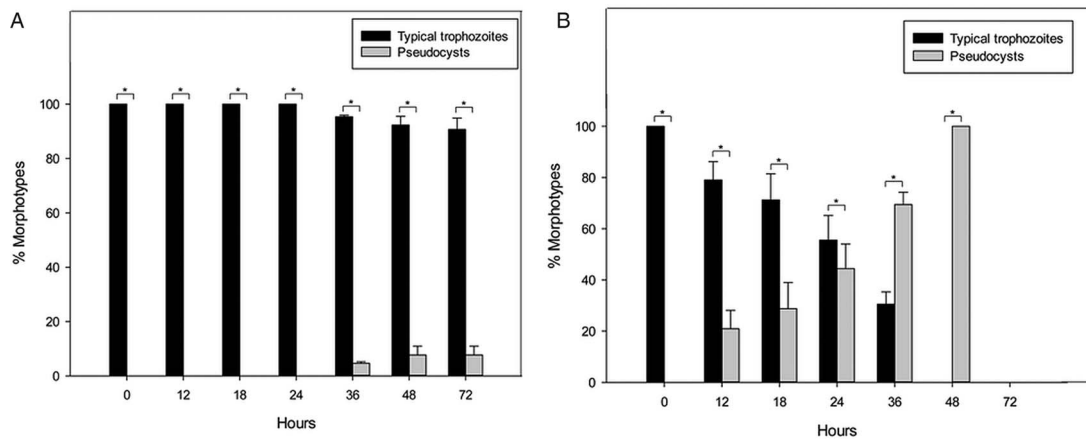 A
Typical trophozoites
Pseudocysts
* * * * * * *
100
80
60
40
20
0
% Morphotypes
0 12 18 24 36 48 72
Hours
B
Typical trophozoites
Pseudocysts
* * * * * *
100
80
60
40
20
0
% Morphotypes
0 12 18 24 36 48 72
Hours